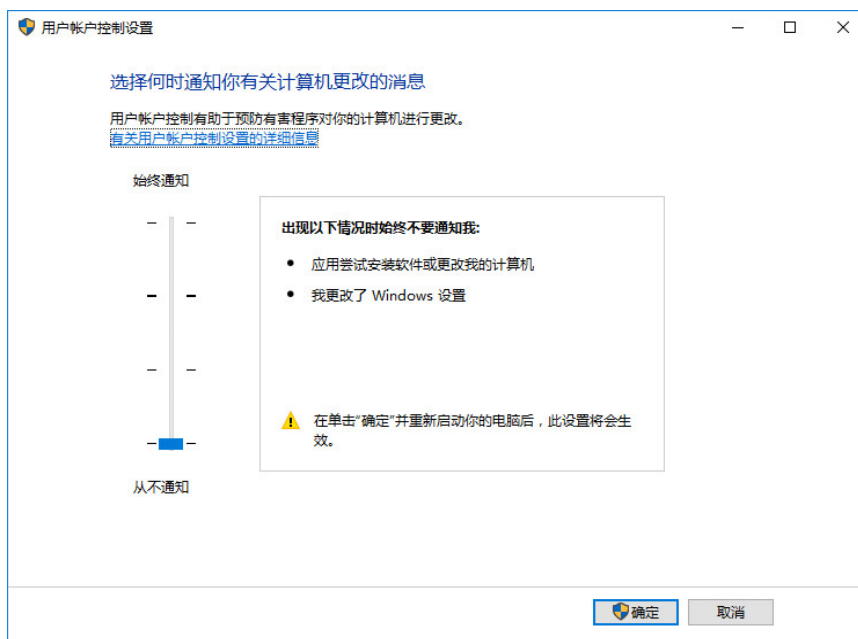 用户帐户控制设置
选择何时通知你有关计算机更改的消息
用户帐户控制有助于预防有害程序对你的计算机进行更改。
有关用户帐户控制设置的详细信息
始终通知
出现以下情况时始终不要通知我:
应用尝试安装软件或更改我的计算机
我更改了 Windows 设置
在单击“确定”并重新启动你的电脑后，此设置将会生
效。
从不通知
确定
取消